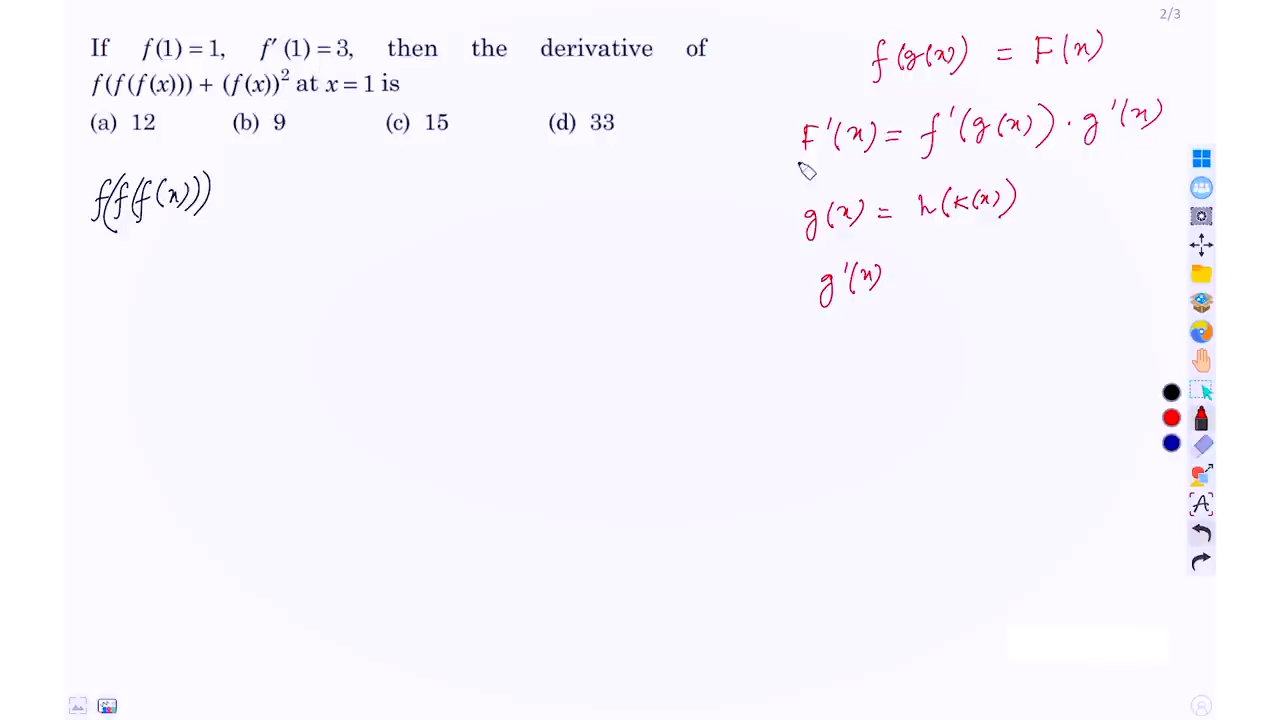 2/3
If f(1) = 1, f′(1) = 3, then the derivative of
f(f(f(x))) + (f(x))² at x = 1 is
(a) 12 (b) 9 (c) 15 (d) 33
f(f(f(x)))
f(g(x)) = F(x)
F'(x) = f'(g(x)) · g'(x)
g(x) = h(k(x))
g'(x)
A